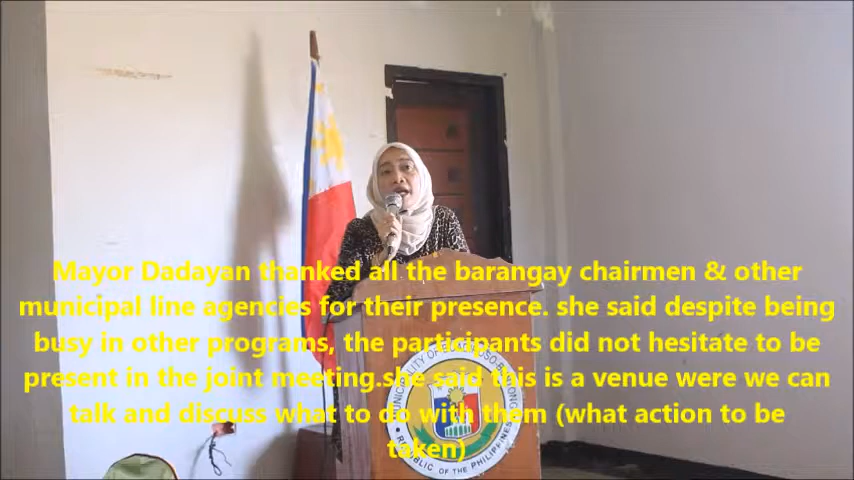 Mayor Dadayan thanked all the barangay chairmen & other
municipal line agencies for their presence. she said despite being
busy in other programs, the participants did not hesitate to be
present in the joint meeting.she said this is a venue were we can
talk and discuss what to do with them (what action to be
taken)
MUNICIPALITY OF
REPUBLIC OF THE PHILIPPINES